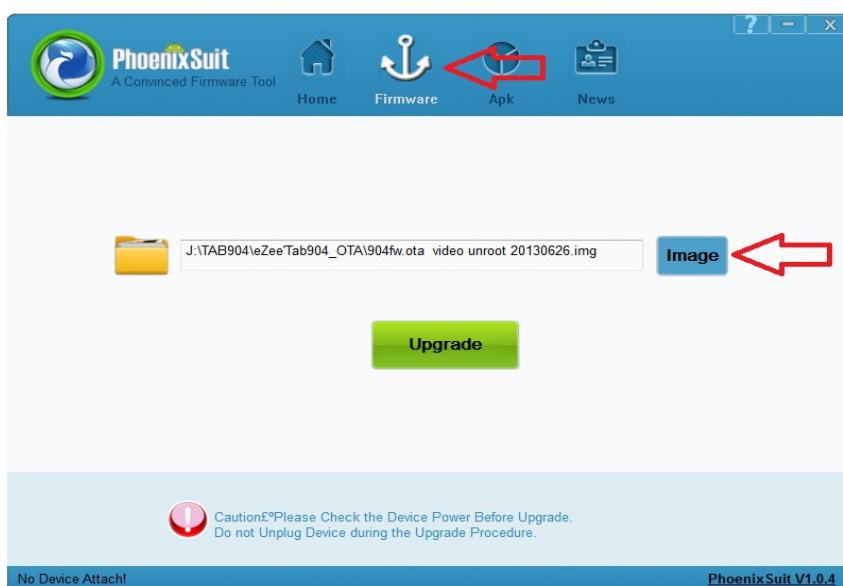 ? - x
PhoenixSuit
A Convinced Firmware Tool
Home
Firmware
Apk
News
J:\TAB904\eZee'Tab904_OTA\904fw.ota video unroot 20130626.img
Image
Upgrade
Caution£ºPlease Check the Device Power Before Upgrade.
Do not Unplug Device during the Upgrade Procedure.
No Device Attach!
PhoenixSuit V1.0.4